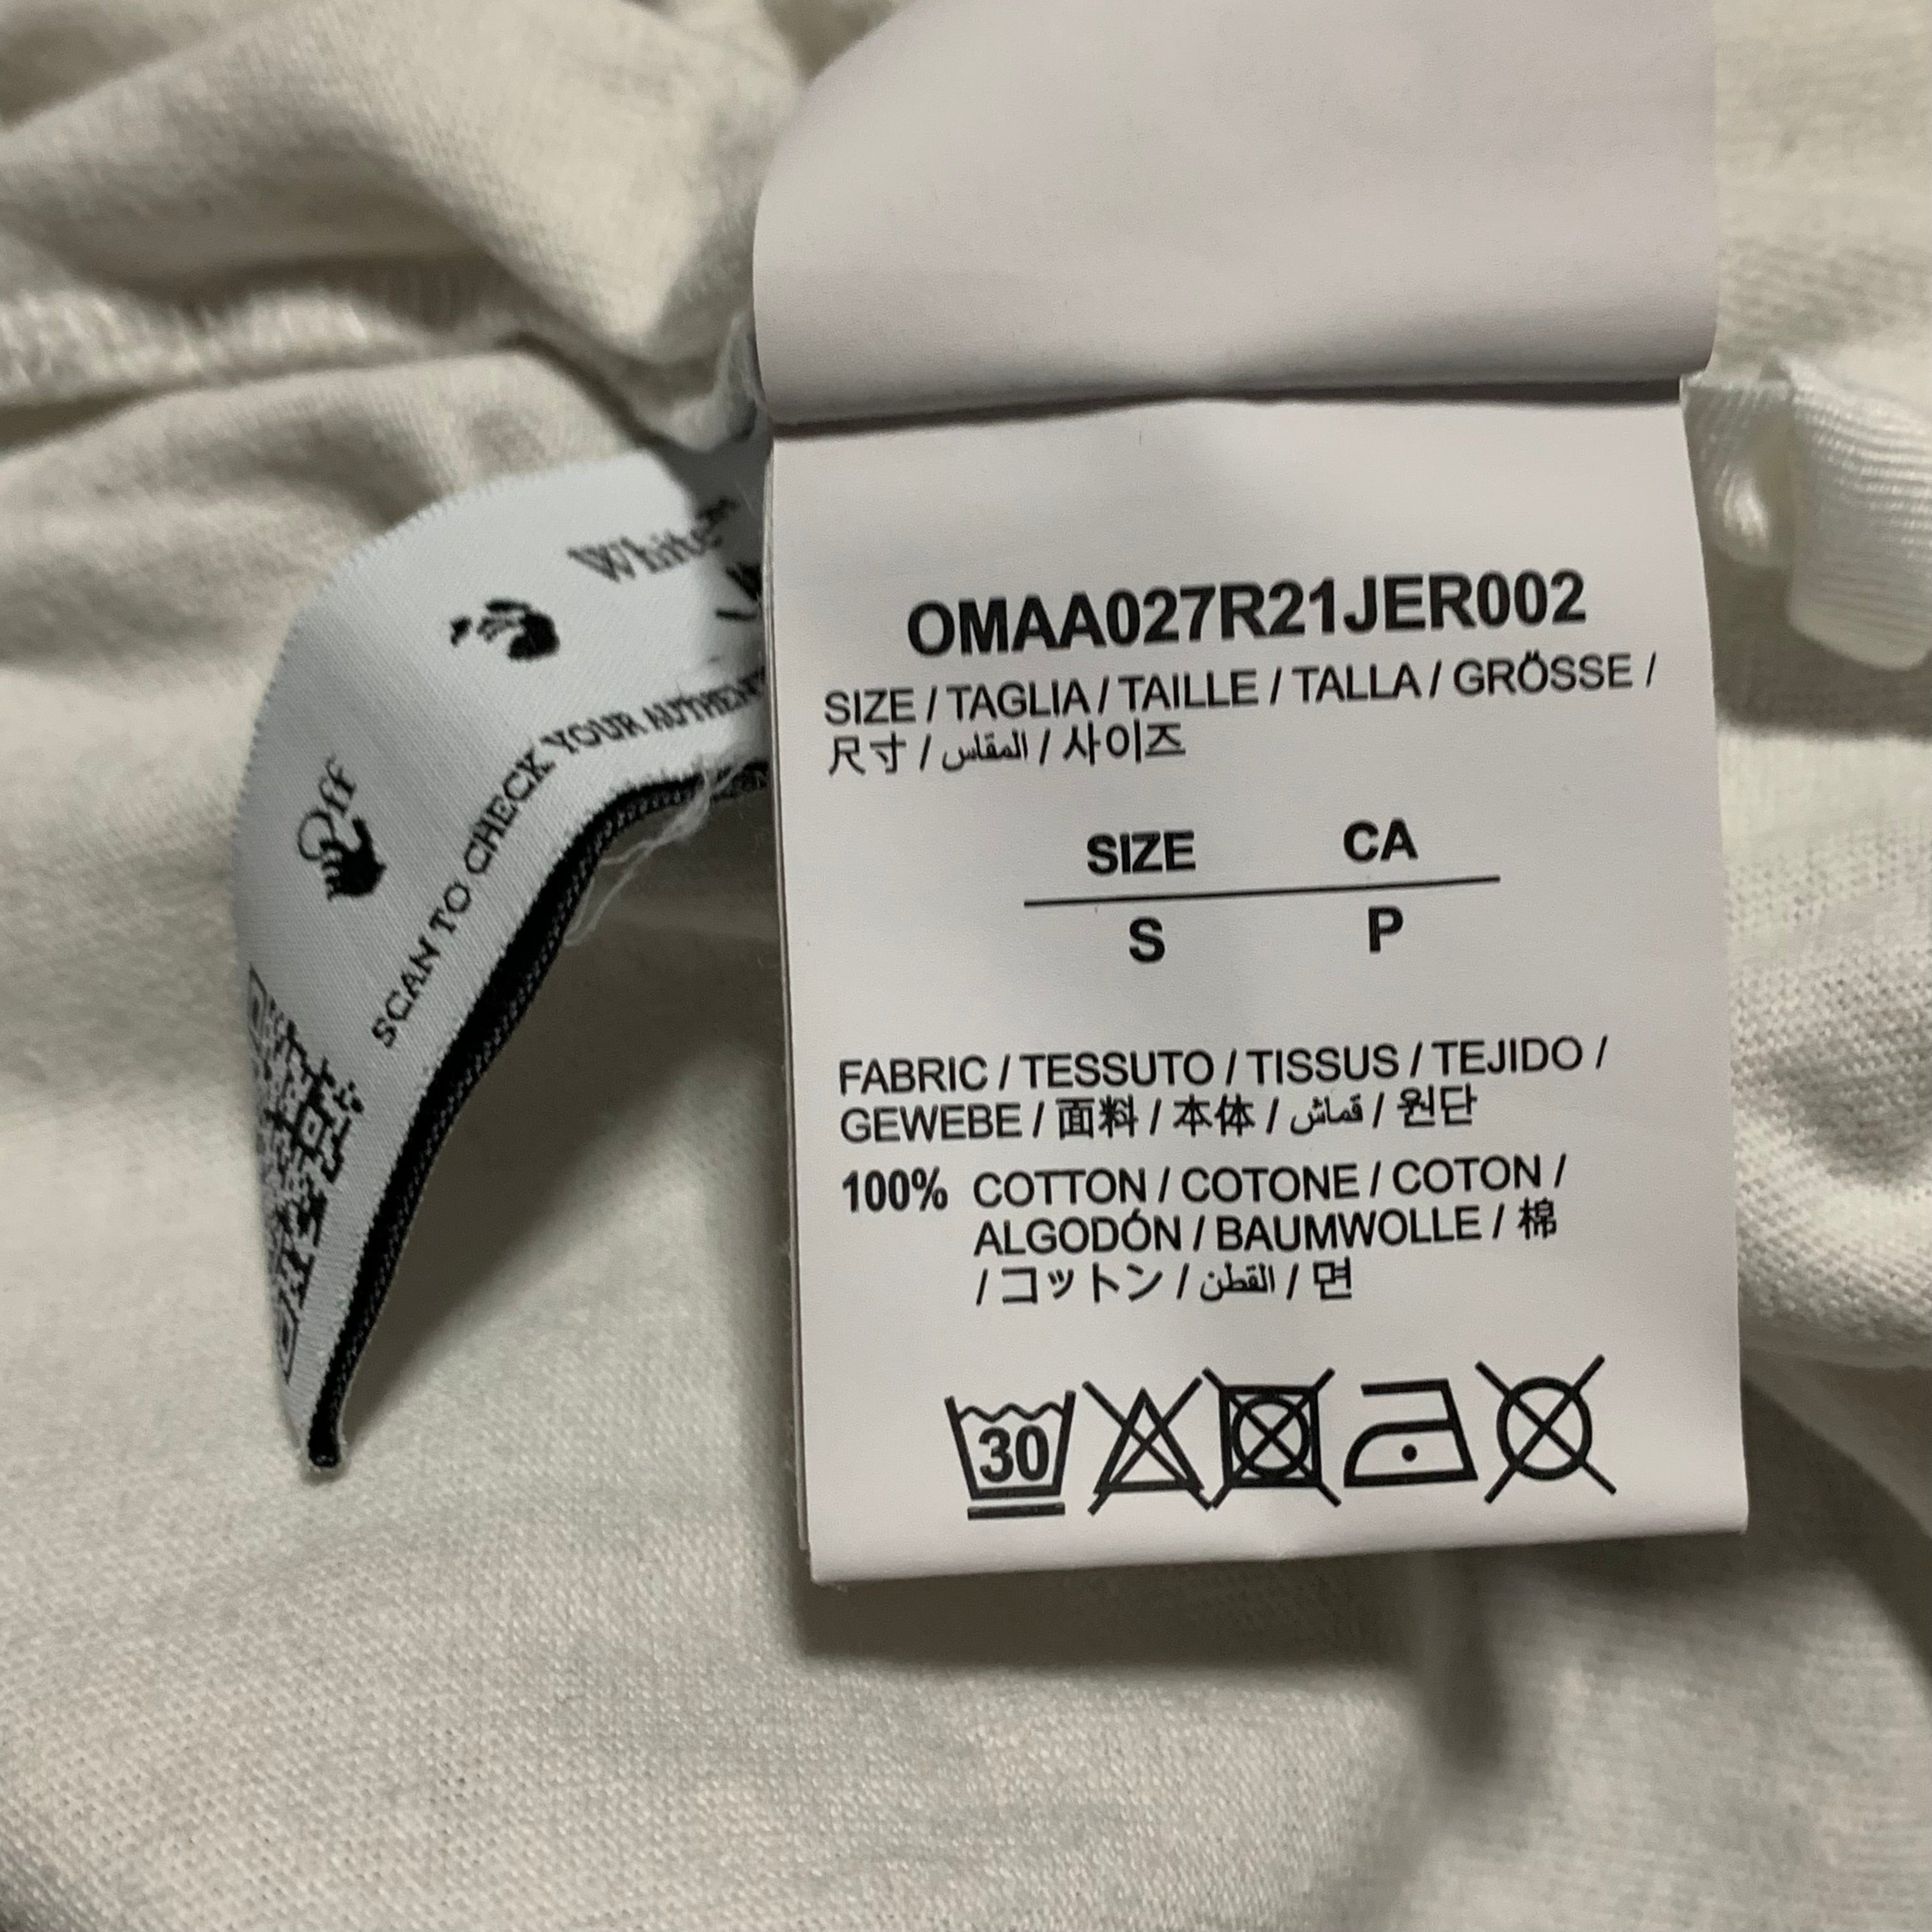 White™
Off
SCAN TO CHECK YOUR
OMAA027R21JER002
SIZE / TAGLIA / TAILLE / TALLA / GRÖSSE /
尺寸 / المقاس / 사이즈
SIZE CA
S P
FABRIC / TESSUTO / TISSUS / TEJIDO /
GEWEBE / 面料 / 本体 / قماش / 원단
100% COTTON / COTONE / COTON /
ALGODÓN / BAUMWOLLE / 棉
/ コットン / القطن / 면
30